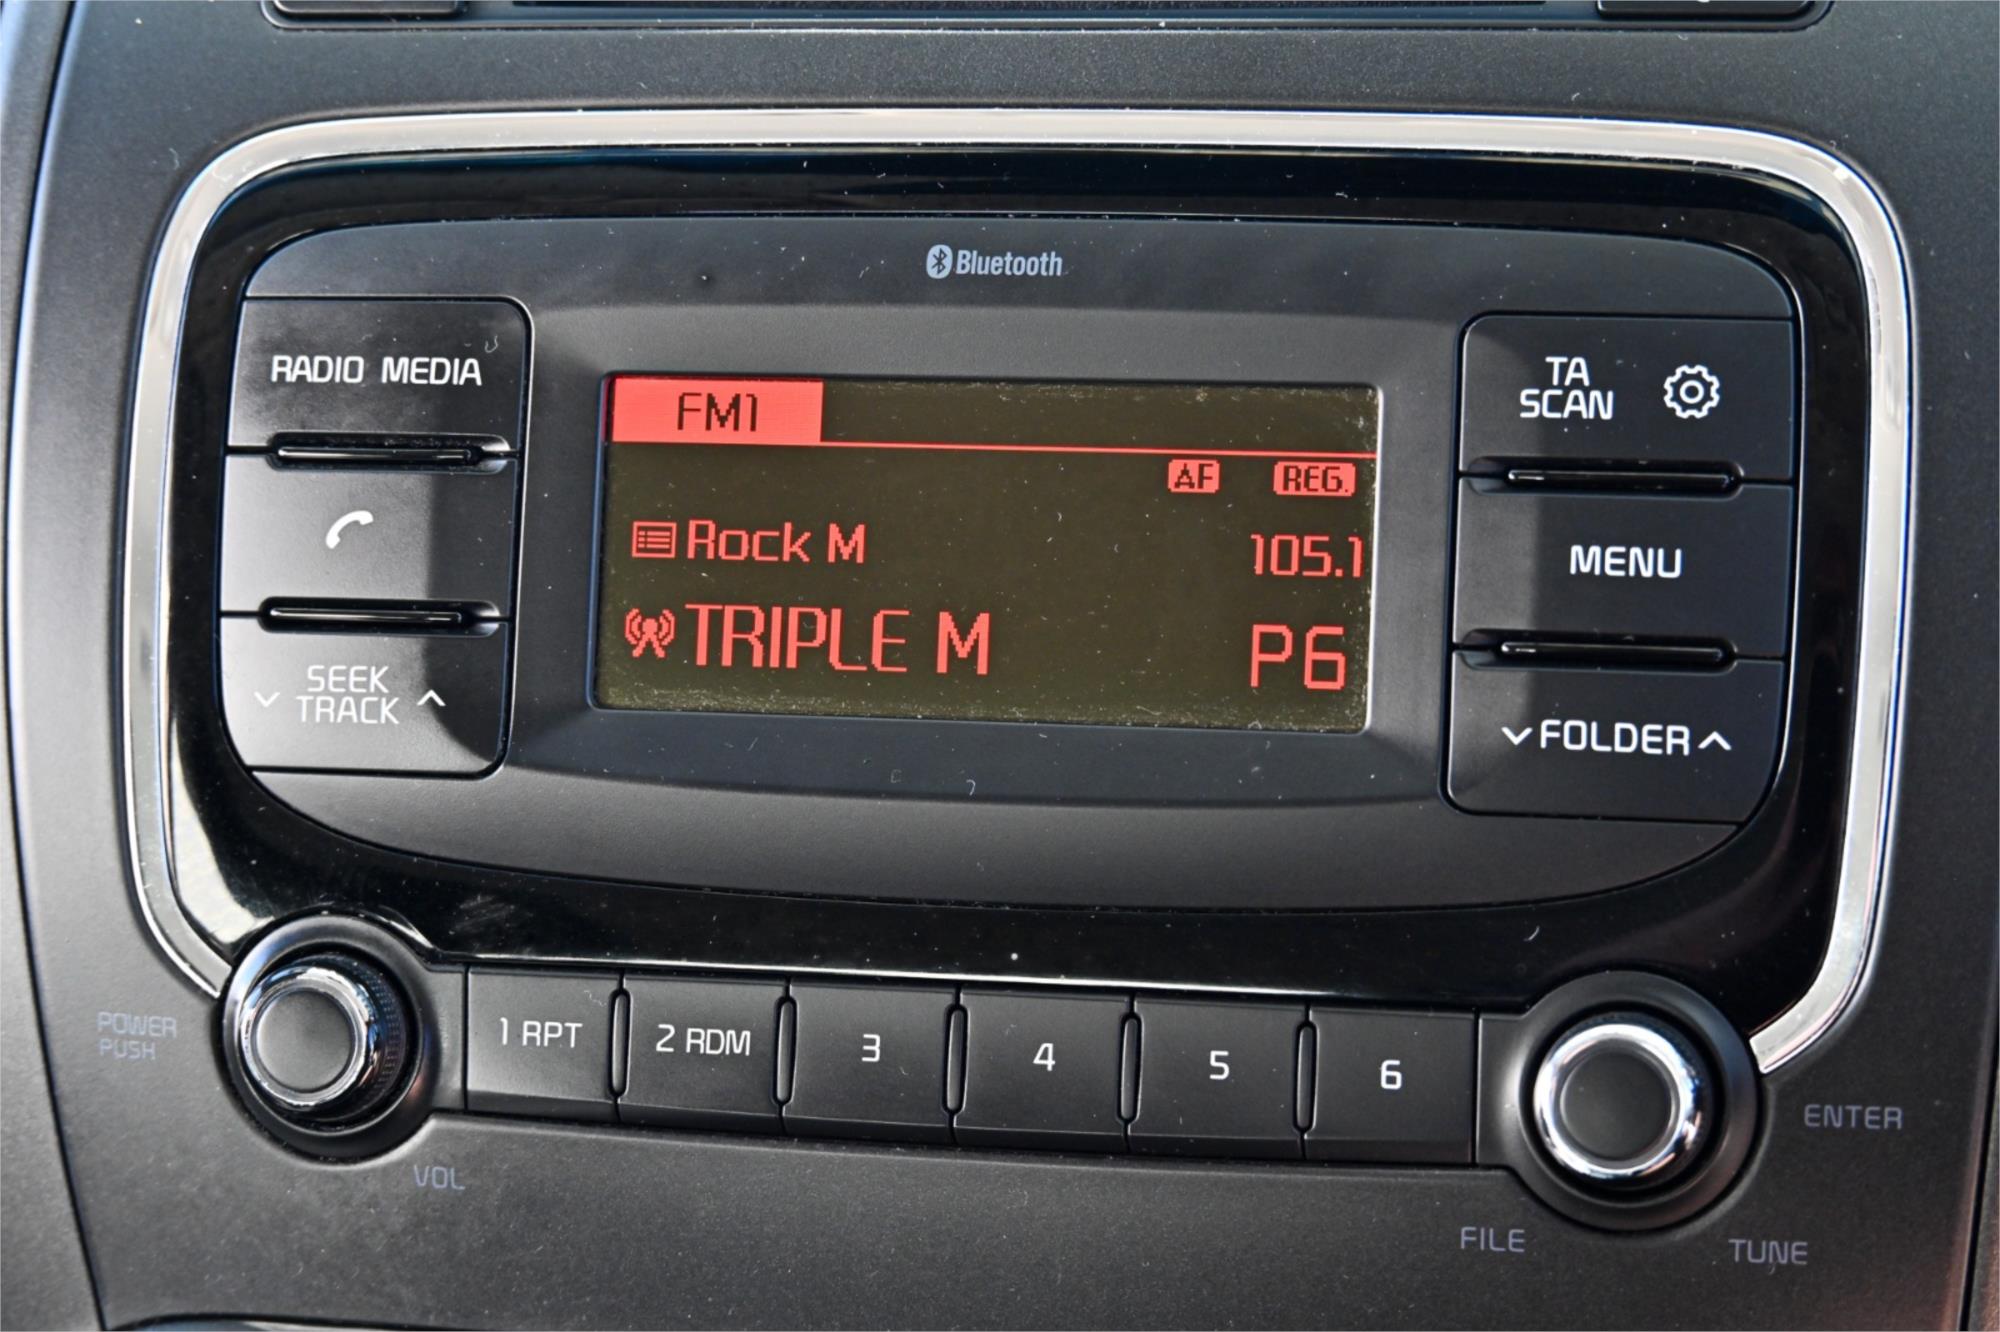 Bluetooth
RADIO MEDIA
SEEK
TRACK
FM1
AF REG.
Rock M 105.1
TRIPLE M P6
TA
SCAN
MENU
FOLDER
POWER
PUSH
VOL
1 RPT 2 RDM 3 4 5 6
ENTER
FILE
TUNE